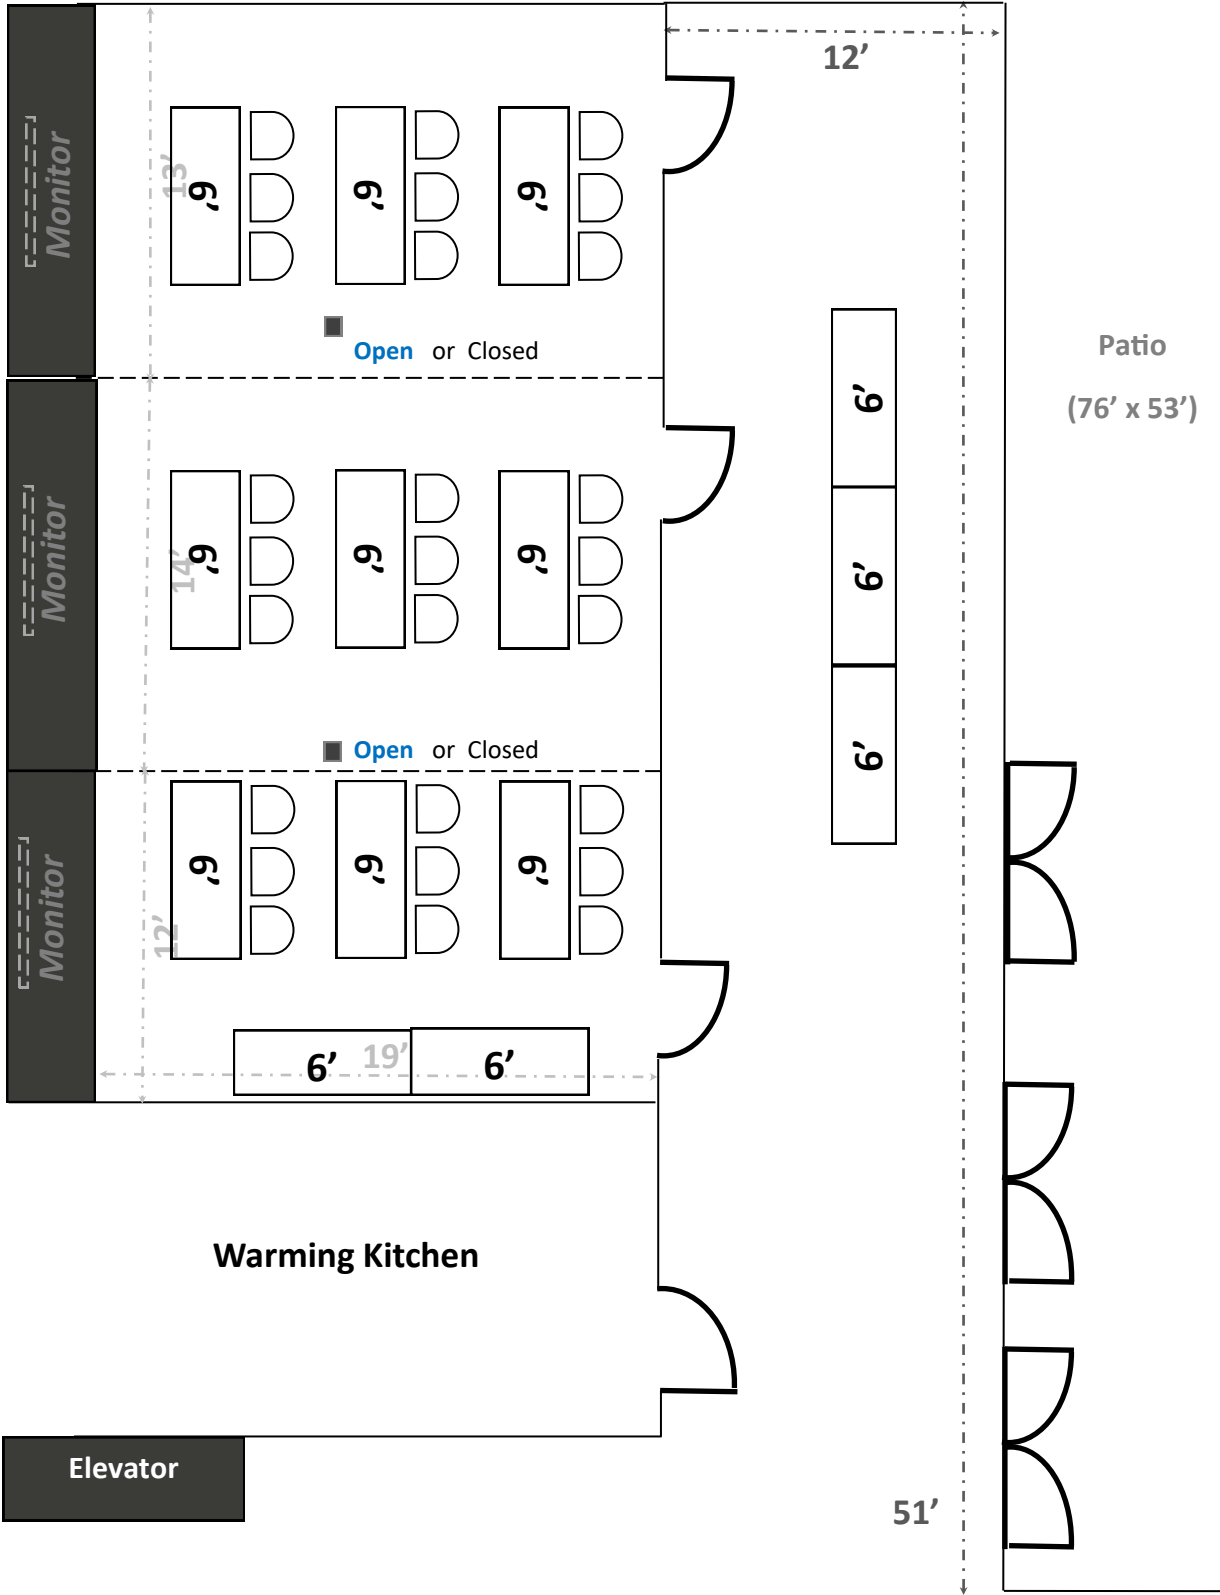 12’
Monitor
13’
6’
6’
6’
Open or Closed
6’
Patio
(76’ x 53’)
Monitor
14’
6’
6’
6’
6’
Open or Closed
6’
Monitor
12’
6’
6’
6’
6’
19’
6’
Warming Kitchen
Elevator
51’